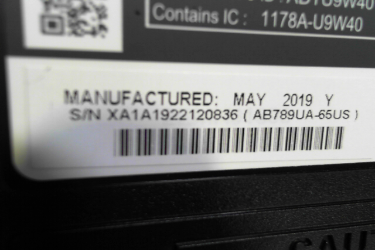 Contains IC : 1178A-U9W40
MANUFACTURED: MAY 2019 Y
S/N XA1A1922120836 ( AB789UA-65US )